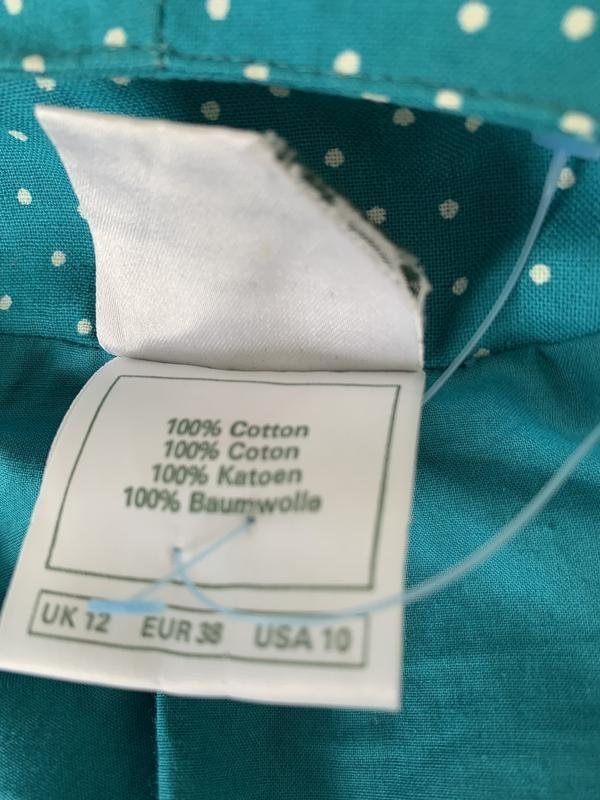 100% Cotton
100% Coton
100% Katoen
100% Baumwolle
UK 12 EUR 38 USA 10